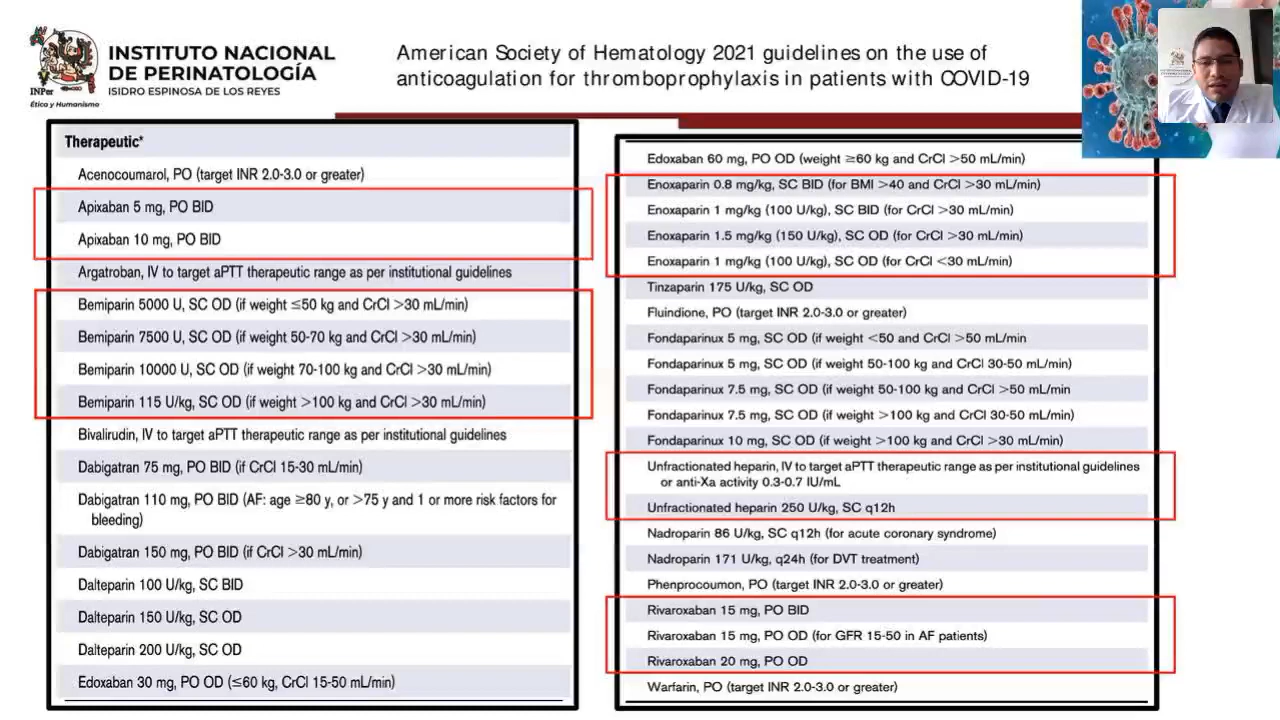 INSTITUTO NACIONAL
DE PERINATOLOGÍA
ISIDRO ESPINOSA DE LOS REYES
INPer
Ética y Humanismo
American Society of Hematology 2021 guidelines on the use of
anticoagulation for thromboprophylaxis in patients with COVID-19
Therapeutic*
Acenocoumarol, PO (target INR 2.0-3.0 or greater)
Apixaban 5 mg, PO BID
Apixaban 10 mg, PO BID
Argatroban, IV to target aPTT therapeutic range as per institutional guidelines
Bemiparin 5000 U, SC OD (if weight ≤50 kg and CrCl >30 mL/min)
Bemiparin 7500 U, SC OD (if weight 50-70 kg and CrCl >30 mL/min)
Bemiparin 10000 U, SC OD (if weight 70-100 kg and CrCl >30 mL/min)
Bemiparin 115 U/kg, SC OD (if weight >100 kg and CrCl >30 mL/min)
Bivalirudin, IV to target aPTT therapeutic range as per institutional guidelines
Dabigatran 75 mg, PO BID (if CrCl 15-30 mL/min)
Dabigatran 110 mg, PO BID (AF: age ≥80 y, or >75 y and 1 or more risk factors for
bleeding)
Dabigatran 150 mg, PO BID (if CrCl >30 mL/min)
Dalteparin 100 U/kg, SC BID
Dalteparin 150 U/kg, SC OD
Dalteparin 200 U/kg, SC OD
Edoxaban 30 mg, PO OD (≤60 kg, CrCl 15-50 mL/min)
Edoxaban 60 mg, PO OD (weight ≥60 kg and CrCl >50 mL/min)
Enoxaparin 0.8 mg/kg, SC BID (for BMI >40 and CrCl >30 mL/min)
Enoxaparin 1 mg/kg (100 U/kg), SC BID (for CrCl >30 mL/min)
Enoxaparin 1.5 mg/kg (150 U/kg), SC OD (for CrCl >30 mL/min)
Enoxaparin 1 mg/kg (100 U/kg), SC OD (for CrCl <30 mL/min)
Tinzaparin 175 U/kg, SC OD
Fluindione, PO (target INR 2.0-3.0 or greater)
Fondaparinux 5 mg, SC OD (if weight <50 and CrCl >50 mL/min
Fondaparinux 5 mg, SC OD (if weight 50-100 kg and CrCl 30-50 mL/min)
Fondaparinux 7.5 mg, SC OD (if weight 50-100 kg and CrCl >50 mL/min
Fondaparinux 7.5 mg, SC OD (if weight >100 kg and CrCl 30-50 mL/min)
Fondaparinux 10 mg, SC OD (if weight >100 kg and CrCl >30 mL/min)
Unfractionated heparin, IV to target aPTT therapeutic range as per institutional guidelines
or anti-Xa activity 0.3-0.7 IU/mL
Unfractionated heparin 250 U/kg, SC q12h
Nadroparin 86 U/kg, SC q12h (for acute coronary syndrome)
Nadroparin 171 U/kg, q24h (for DVT treatment)
Phenprocoumon, PO (target INR 2.0-3.0 or greater)
Rivaroxaban 15 mg, PO BID
Rivaroxaban 15 mg, PO OD (for GFR 15-50 in AF patients)
Rivaroxaban 20 mg, PO OD
Warfarin, PO (target INR 2.0-3.0 or greater)